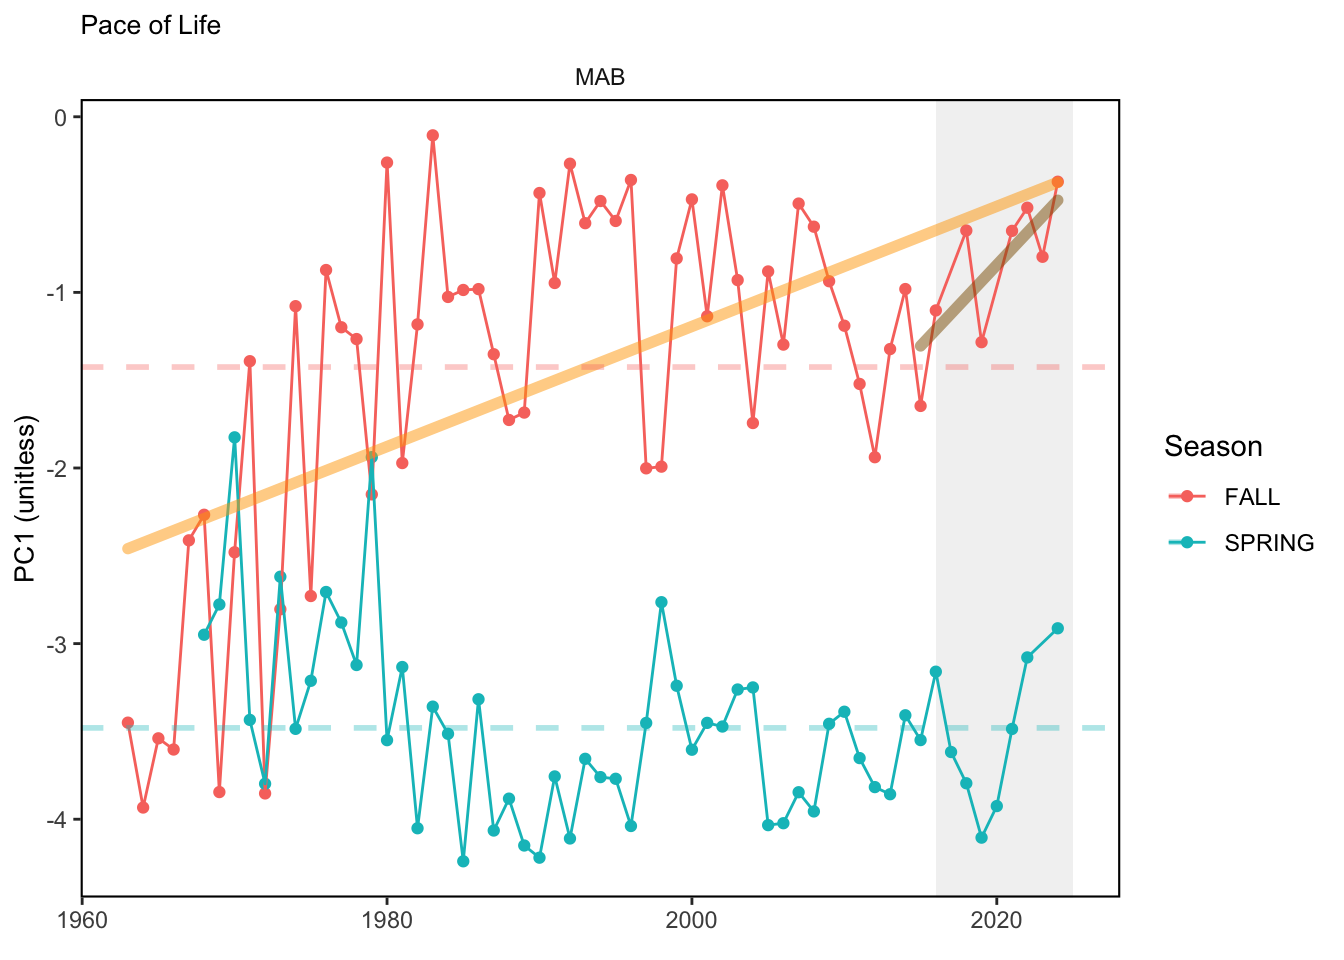 Pace of Life
MAB
PC1 (unitless)
0
-1
-2
-3
-4
1960
1980
2000
2020
Season
FALL
SPRING